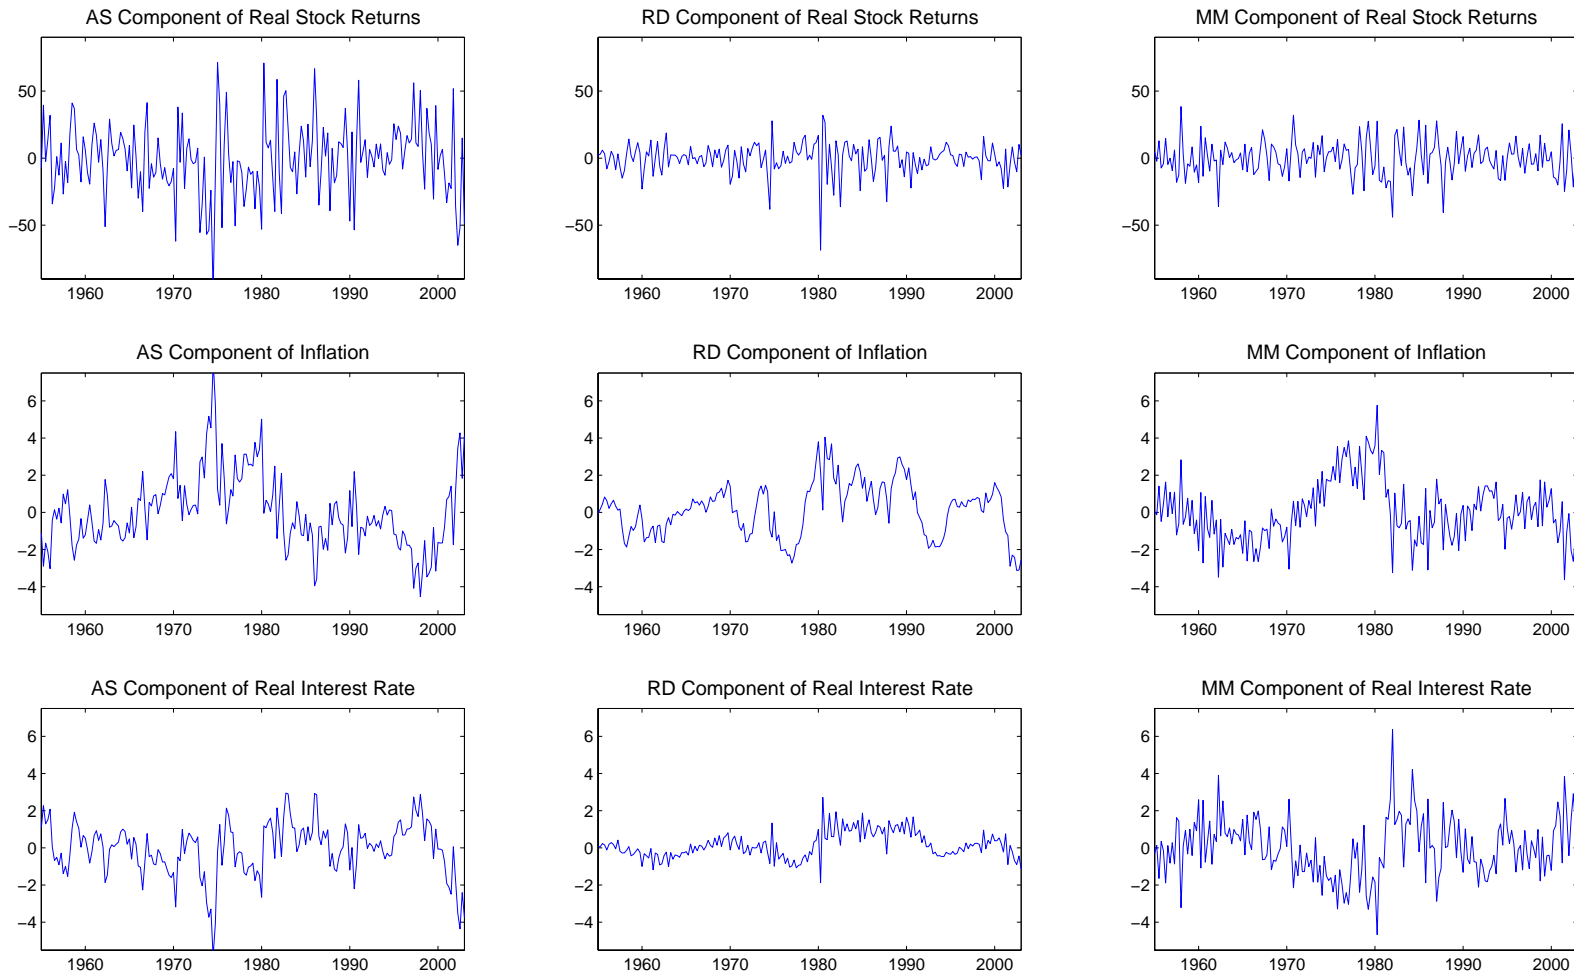 AS Component of Real Stock Returns
RD Component of Real Stock Returns
MM Component of Real Stock Returns
50
0
−50
1960 1970 1980 1990 2000
50
0
−50
1960 1970 1980 1990 2000
50
0
−50
1960 1970 1980 1990 2000
AS Component of Inflation
RD Component of Inflation
MM Component of Inflation
6
4
2
0
−2
−4
1960 1970 1980 1990 2000
6
4
2
0
−2
−4
1960 1970 1980 1990 2000
6
4
2
0
−2
−4
1960 1970 1980 1990 2000
AS Component of Real Interest Rate
RD Component of Real Interest Rate
MM Component of Real Interest Rate
6
4
2
0
−2
−4
1960 1970 1980 1990 2000
6
4
2
0
−2
−4
1960 1970 1980 1990 2000
6
4
2
0
−2
−4
1960 1970 1980 1990 2000